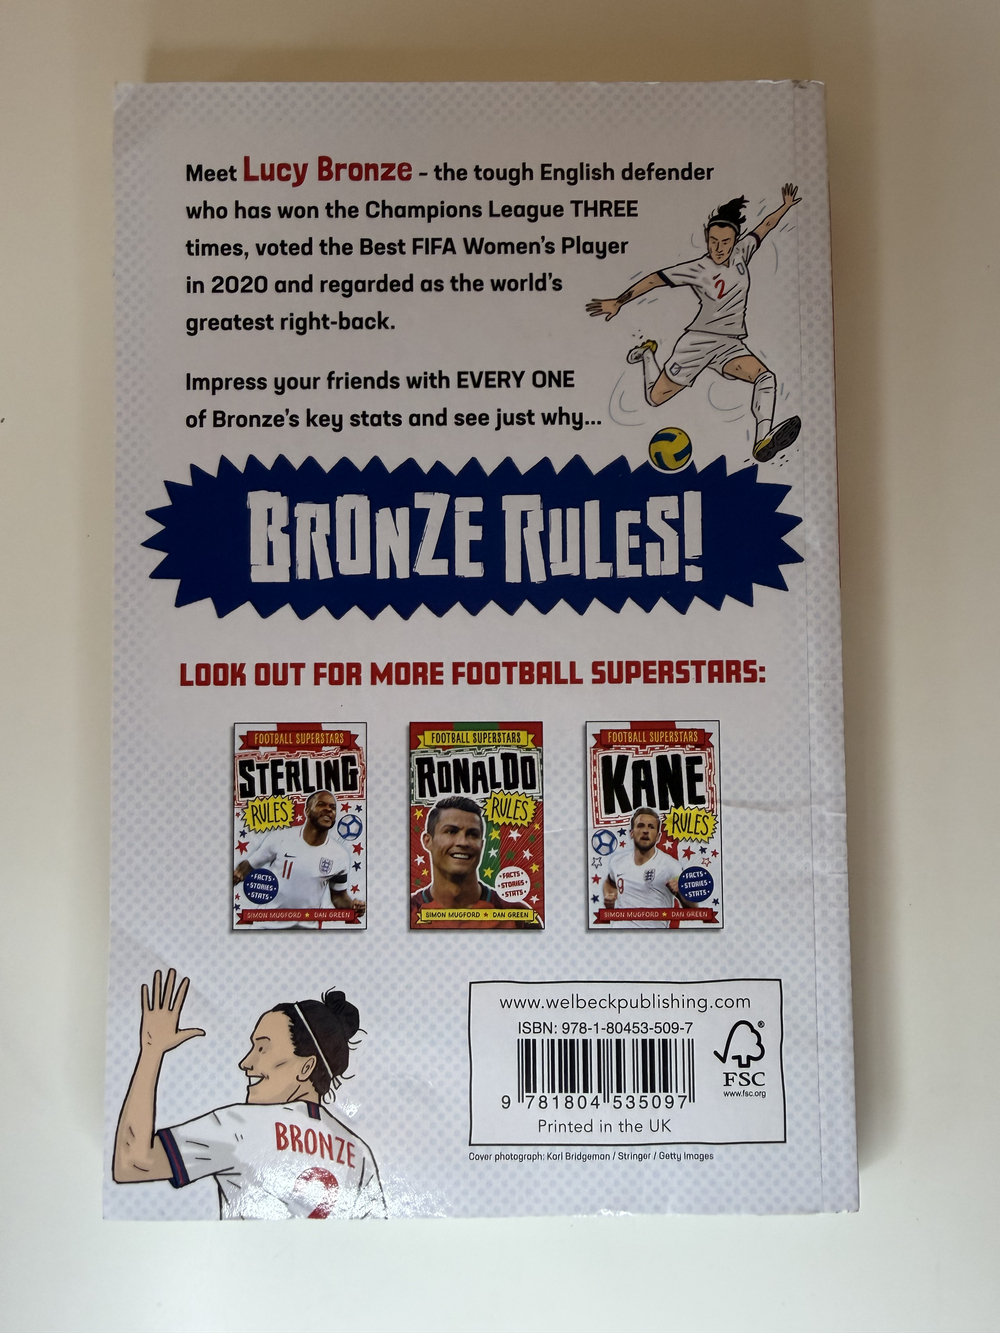 Meet Lucy Bronze – the tough English defender
who has won the Champions League THREE
times, voted the Best FIFA Women's Player
in 2020 and regarded as the world's
greatest right-back.
Impress your friends with EVERY ONE
of Bronze's key stats and see just why...
2
BRONZE RULES!
LOOK OUT FOR MORE FOOTBALL SUPERSTARS:
FOOTBALL SUPERSTARS
STERLING
RULES
11
•FACTS•
•STORIES•
•STATS•
SIMON MUGFORD ★ DAN GREEN
FOOTBALL SUPERSTARS
RONALDO
RULES
•FACTS•
•STORIES•
•STATS•
SIMON MUGFORD ★ DAN GREEN
FOOTBALL SUPERSTARS
KANE
RULES
9
•FACTS•
•STORIES•
•STATS•
SIMON MUGFORD ★ DAN GREEN
BRONZE
2
www.welbeckpublishing.com
ISBN: 978-1-80453-509-7
9 781804 535097
Printed in the UK
®
FSC
www.fsc.org
Cover photograph: Karl Bridgeman / Stringer / Getty Images